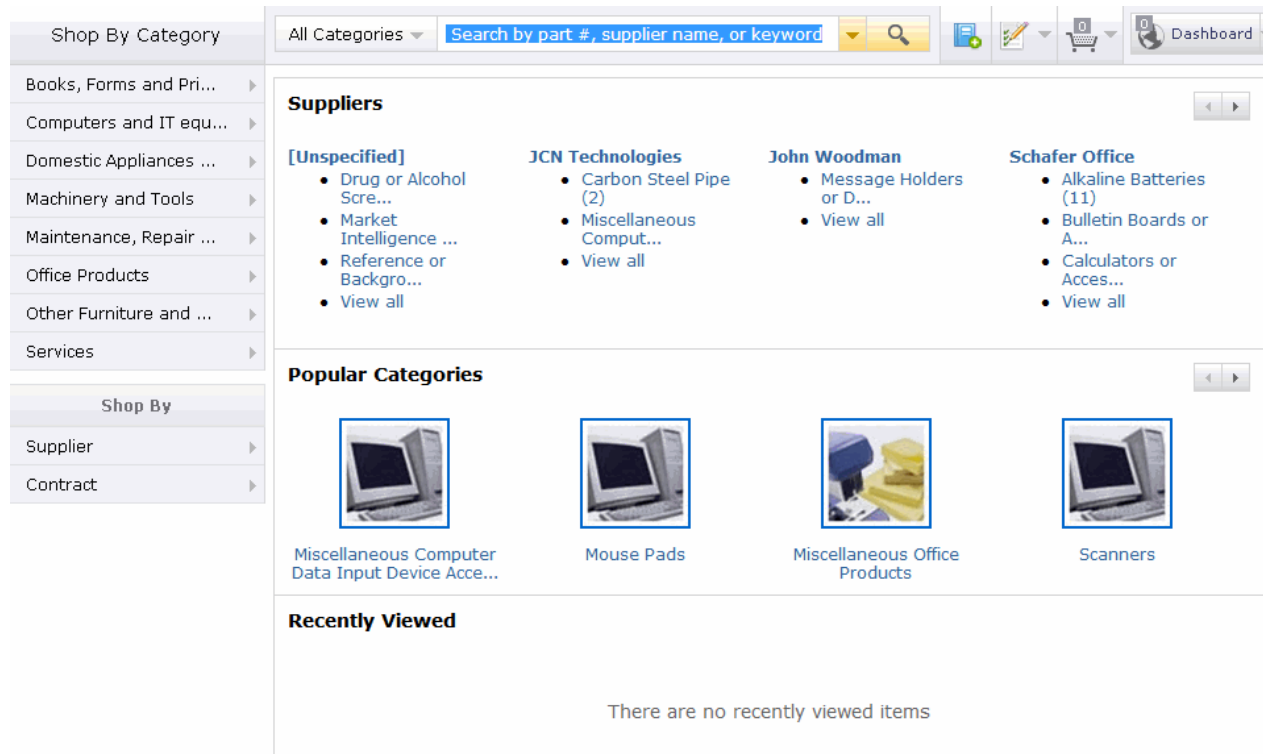 Shop By Category
All Categories
Search by part #, supplier name, or keyword
0
0
Dashboard
Books, Forms and Pri...
Computers and IT equ...
Domestic Appliances ...
Machinery and Tools
Maintenance, Repair ...
Office Products
Other Furniture and ...
Services
Shop By
Supplier
Contract
Suppliers
[Unspecified]
Drug or Alcohol
Scre...
Market
Intelligence ...
Reference or
Backgro...
View all
JCN Technologies
Carbon Steel Pipe
(2)
Miscellaneous
Comput...
View all
John Woodman
Message Holders
or D...
View all
Schafer Office
Alkaline Batteries
(11)
Bulletin Boards or
A...
Calculators or
Acces...
View all
Popular Categories
Miscellaneous Computer
Data Input Device Acce...
Mouse Pads
Miscellaneous Office
Products
Scanners
Recently Viewed
There are no recently viewed items